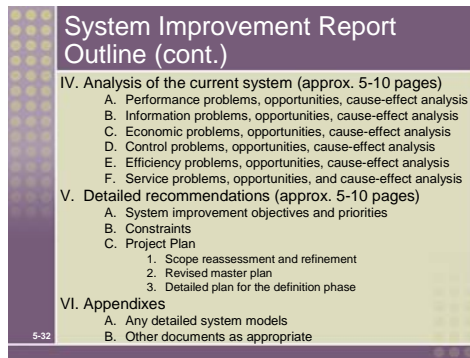 System Improvement Report
Outline (cont.)
IV. Analysis of the current system (approx. 5-10 pages)
A. Performance problems, opportunities, cause-effect analysis
B. Information problems, opportunities, cause-effect analysis
C. Economic problems, opportunities, cause-effect analysis
D. Control problems, opportunities, cause-effect analysis
E. Efficiency problems, opportunities, cause-effect analysis
F. Service problems, opportunities, and cause-effect analysis
V. Detailed recommendations (approx. 5-10 pages)
A. System improvement objectives and priorities
B. Constraints
C. Project Plan
1. Scope reassessment and refinement
2. Revised master plan
3. Detailed plan for the definition phase
VI. Appendixes
A. Any detailed system models
B. Other documents as appropriate
5-32